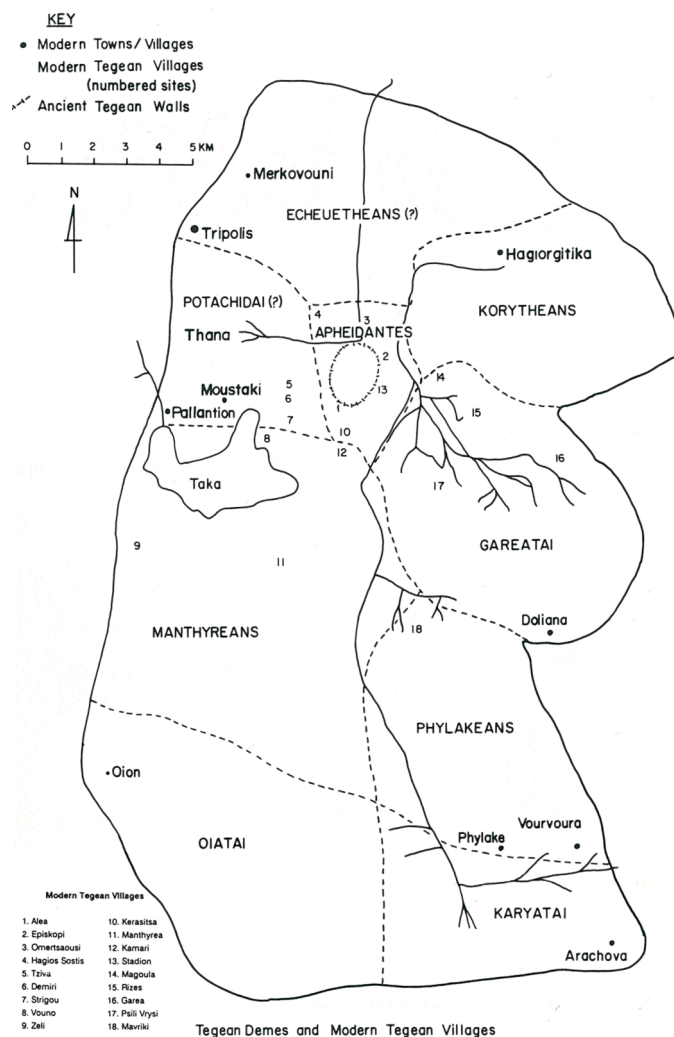 KEY
Modern Towns/Villages
Modern Tegean Villages
(numbered sites)
Ancient Tegean Walls
0 1 2 3 4 5 KM
N
Merkovouni
ECHEUETHEANS (?)
Tripolis
Hagiorgitika
POTACHIDAI (?)
KORYTHEANS
4
3
APHEIDANTES
Thana
2
14
5
13
Moustaki
6
1
15
Pallantion
7
10
8
12
16
Taka
17
9
11
GAREATAI
MANTHYREANS
18
Doliana
PHYLAKEANS
Oion
OIATAI
Phylake
Vourvoura
KARYATAI
Arachova
Modern Tegean Villages
1. Alea
2. Episkopi
3. Omertsaousi
4. Hagios Sostis
5. Tziva
6. Demiri
7. Strigou
8. Vouno
9. Zeli
10. Kerasitsa
11. Manthyrea
12. Kamari
13. Stadion
14. Magoula
15. Rizes
16. Garea
17. Psili Vrysi
18. Mavriki
Tegean Demes and Modern Tegean Villages